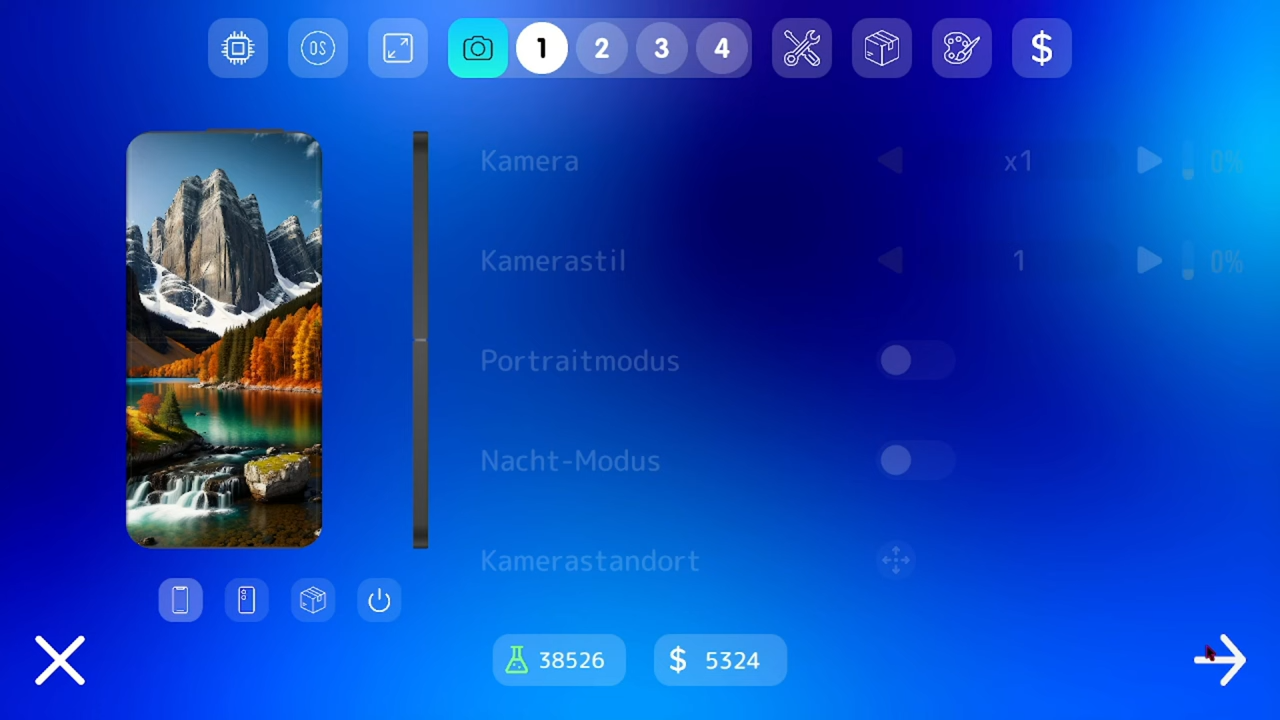 OS 1 2 3 4 $
Kamera x1 0%
Kamerastil 1 0%
Portraitmodus
Nacht-Modus
Kamerastandort
38526 $ 5324